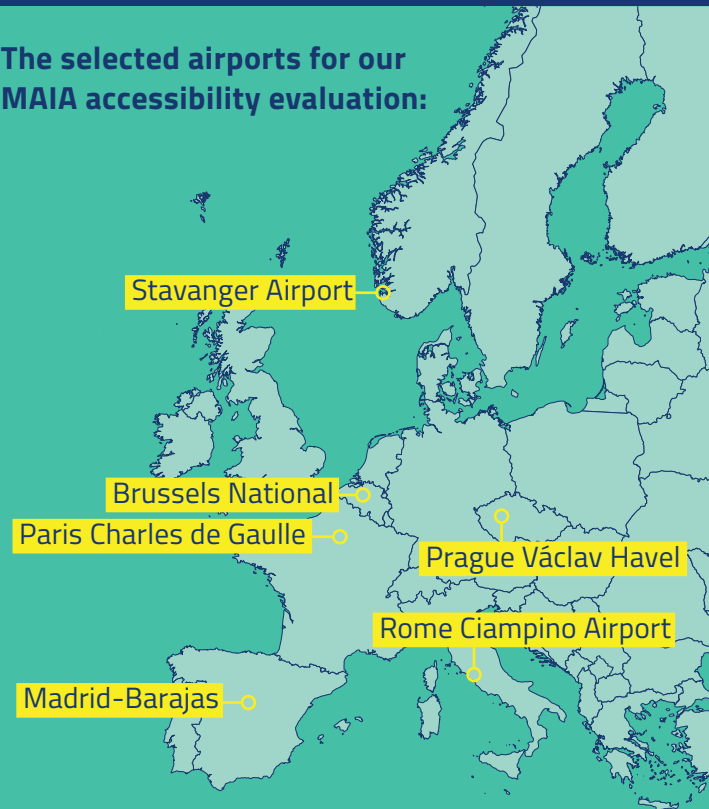 The selected airports for our
MAIA accessibility evaluation:
Stavanger Airport
Brussels National
Paris Charles de Gaulle
Prague Václav Havel
Rome Ciampino Airport
Madrid-Barajas